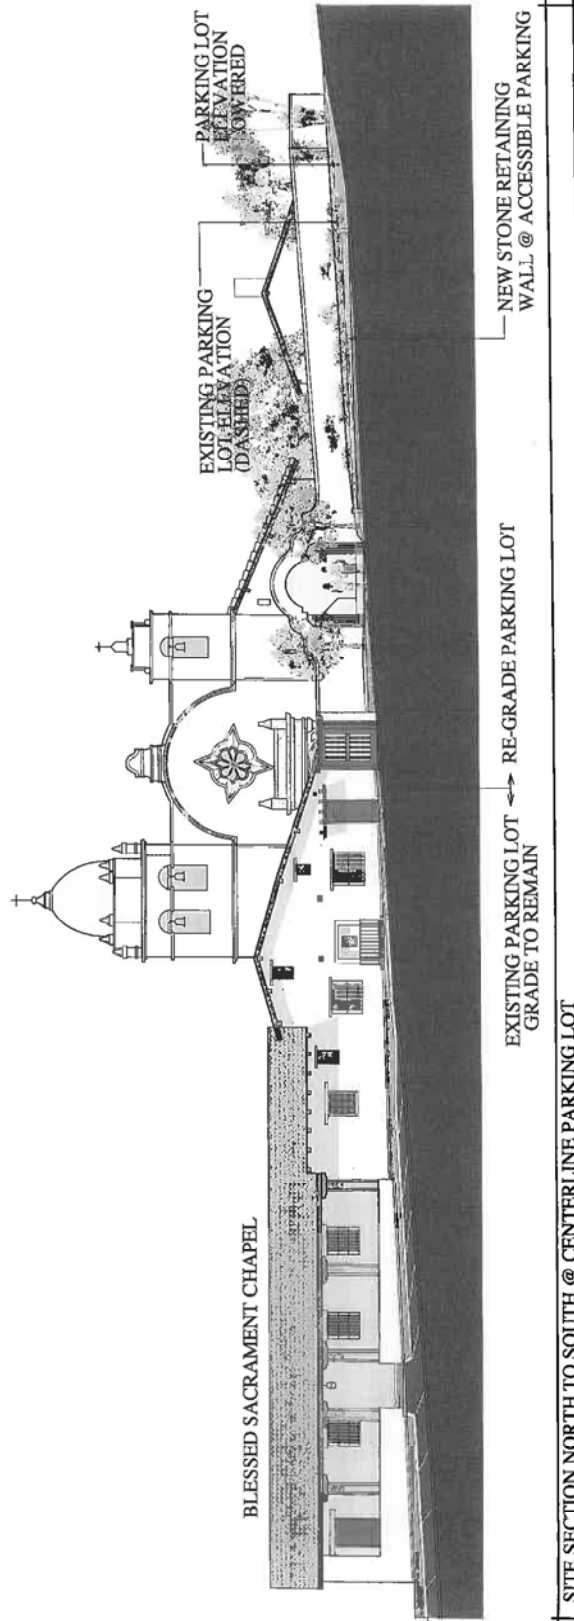 BLESSED SACRAMENT CHAPEL
EXISTING PARKING
LOT ELEVATION
(DASHED)
PARKING LOT
ELEVATION
LOWERED
EXISTING PARKING LOT
GRADE TO REMAIN
RE-GRADE PARKING LOT
NEW STONE RETAINING
WALL @ ACCESSIBLE PARKING
SITE SECTION NORTH TO SOUTH @ CENTERLINE PARKING LOT